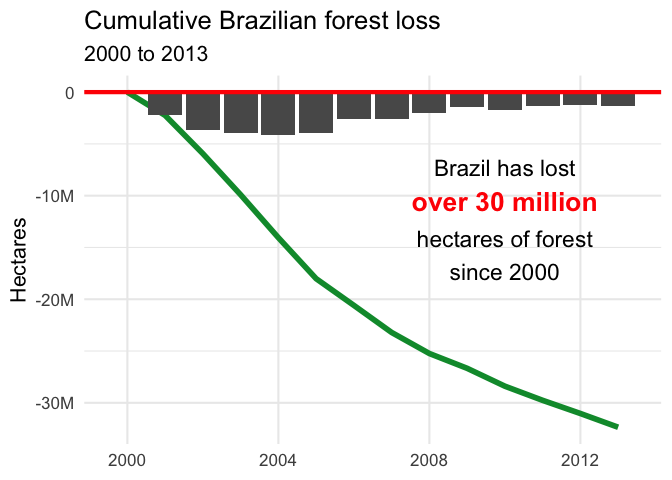 Cumulative Brazilian forest loss
2000 to 2013
0
-10M
-20M
-30M
Hectares
Brazil has lost
over 30 million
hectares of forest
since 2000
2000 2004 2008 2012